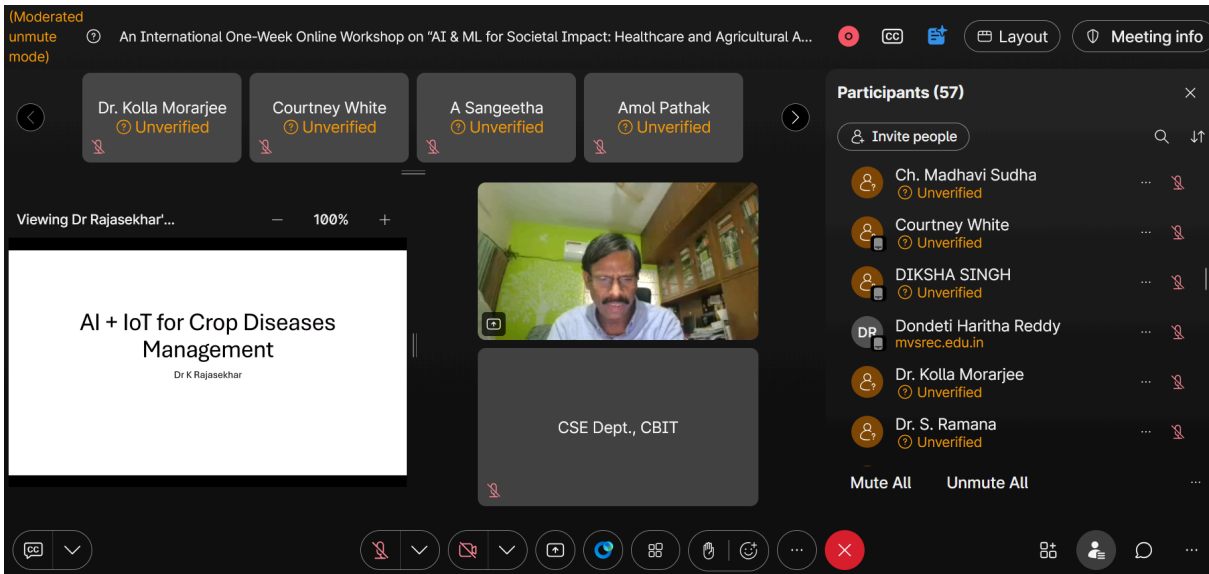 (Moderated
unmute
mode)
An International One-Week Online Workshop on “AI & ML for Societal Impact: Healthcare and Agricultural A...
CC
Layout
Meeting info
Dr. Kolla Morarjee
Unverified
Courtney White
Unverified
A Sangeetha
Unverified
Amol Pathak
Unverified
Viewing Dr Rajasekhar'...
100%
AI + IoT for Crop Diseases
Management
Dr K Rajasekhar
CSE Dept., CBIT
Participants (57)
Invite people
Ch. Madhavi Sudha
Unverified
Courtney White
Unverified
DIKSHA SINGH
Unverified
DR
Dondeti Haritha Reddy
mvsrec.edu.in
Dr. Kolla Morarjee
Unverified
Dr. S. Ramana
Unverified
Mute All
Unmute All
CC